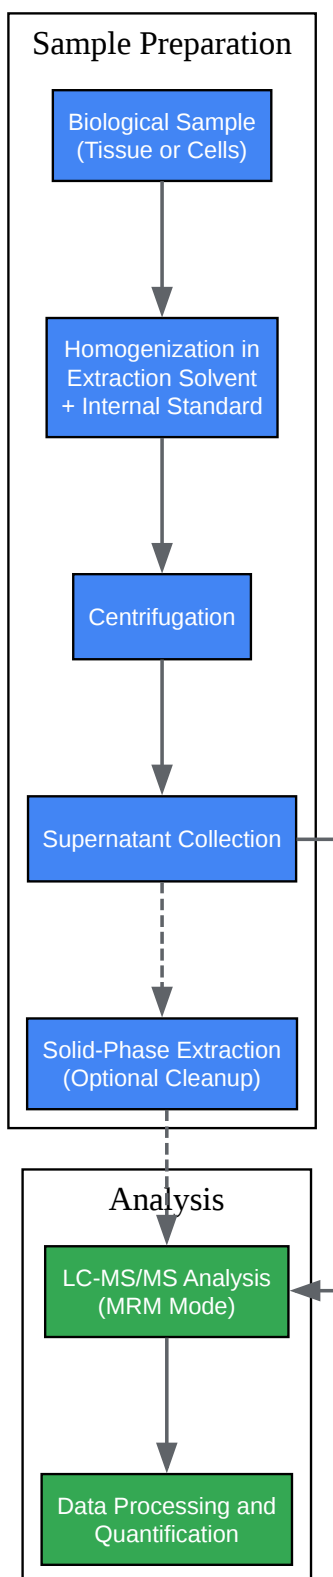 Sample Preparation
Biological Sample
(Tissue or Cells)
Homogenization in
Extraction Solvent
+ Internal Standard
Centrifugation
Supernatant Collection
Solid-Phase Extraction
(Optional Cleanup)
Analysis
LC-MS/MS Analysis
(MRM Mode)
Data Processing and
Quantification